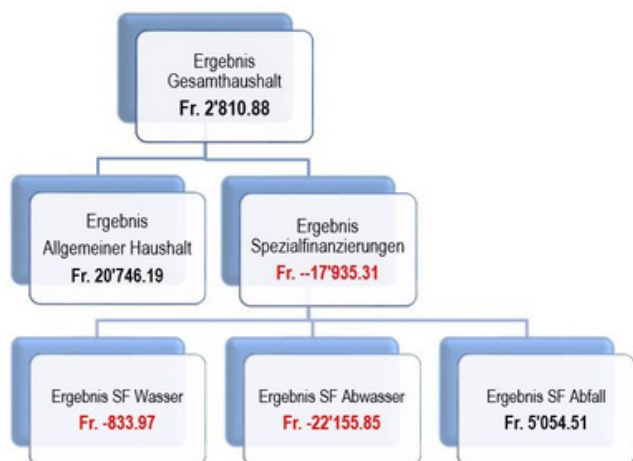 Ergebnis
Gesamthaushalt
Fr. 2'810.88
Ergebnis
Allgemeiner Haushalt
Fr. 20'746.19
Ergebnis
Spezialfinanzierungen
Fr. --17'935.31
Ergebnis SF Wasser
Fr. -833.97
Ergebnis SF Abwasser
Fr. -22'155.85
Ergebnis SF Abfall
Fr. 5'054.51